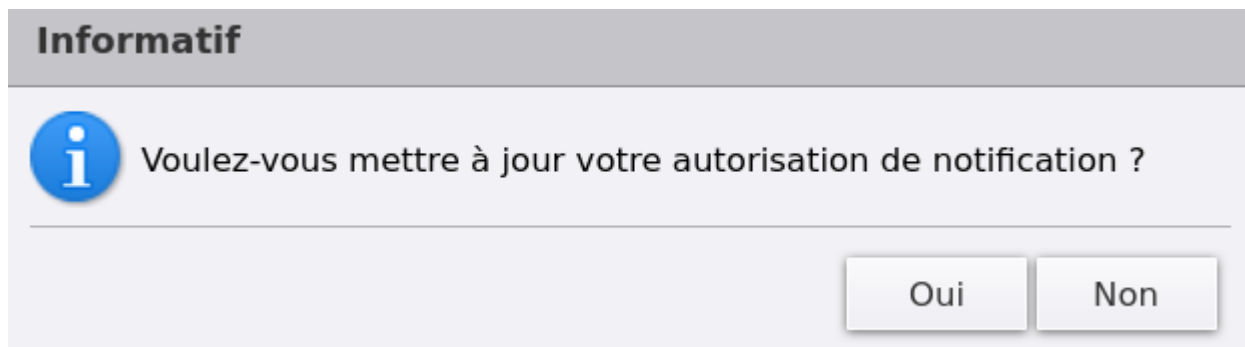 Informatif
Voulez-vous mettre à jour votre autorisation de notification ?
Oui Non